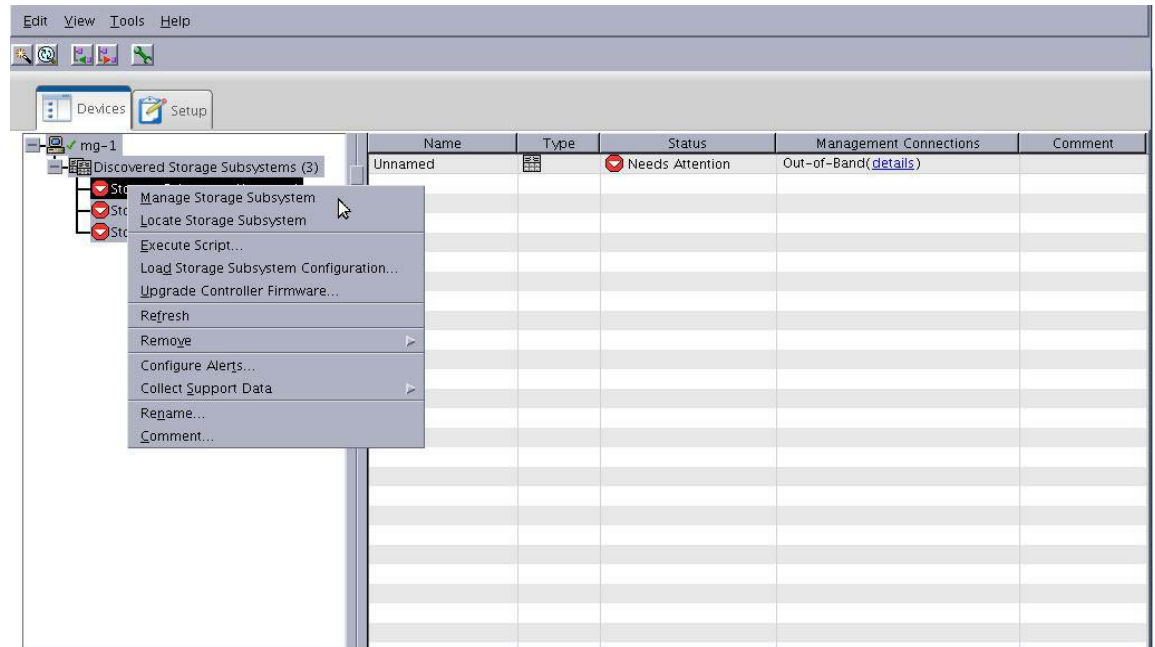 Edit View Tools Help
Devices Setup
mg-1
Discovered Storage Subsystems (3)
Name Type Status Management Connections Comment
Unnamed Needs Attention Out-of-Band(details)
Manage Storage Subsystem
Locate Storage Subsystem
Execute Script...
Load Storage Subsystem Configuration...
Upgrade Controller Firmware...
Refresh
Remove
Configure Alerts...
Collect Support Data
Rename...
Comment...